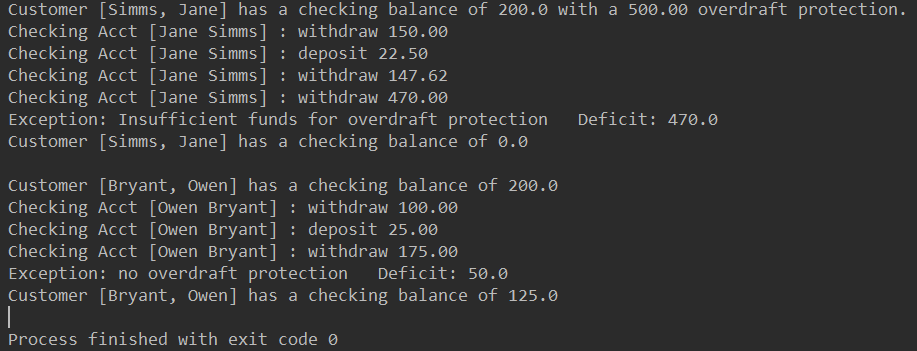 Customer [Simms, Jane] has a checking balance of 200.0 with a 500.00 overdraft protection.
Checking Acct [Jane Simms] : withdraw 150.00
Checking Acct [Jane Simms] : deposit 22.50
Checking Acct [Jane Simms] : withdraw 147.62
Checking Acct [Jane Simms] : withdraw 470.00
Exception: Insufficient funds for overdraft protection   Deficit: 470.0
Customer [Simms, Jane] has a checking balance of 0.0

Customer [Bryant, Owen] has a checking balance of 200.0
Checking Acct [Owen Bryant] : withdraw 100.00
Checking Acct [Owen Bryant] : deposit 25.00
Checking Acct [Owen Bryant] : withdraw 175.00
Exception: no overdraft protection   Deficit: 50.0
Customer [Bryant, Owen] has a checking balance of 125.0

Process finished with exit code 0